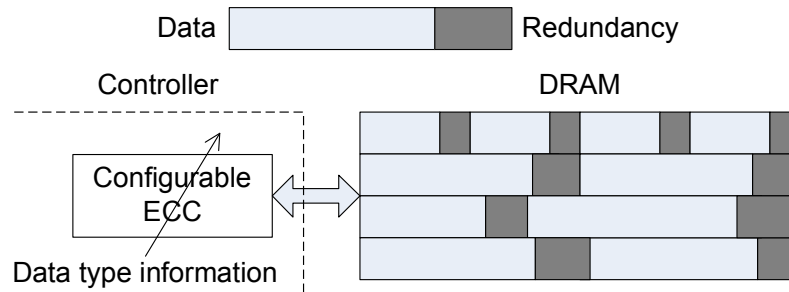 Data
Redundancy
Controller
DRAM
Configurable
ECC
Data type information